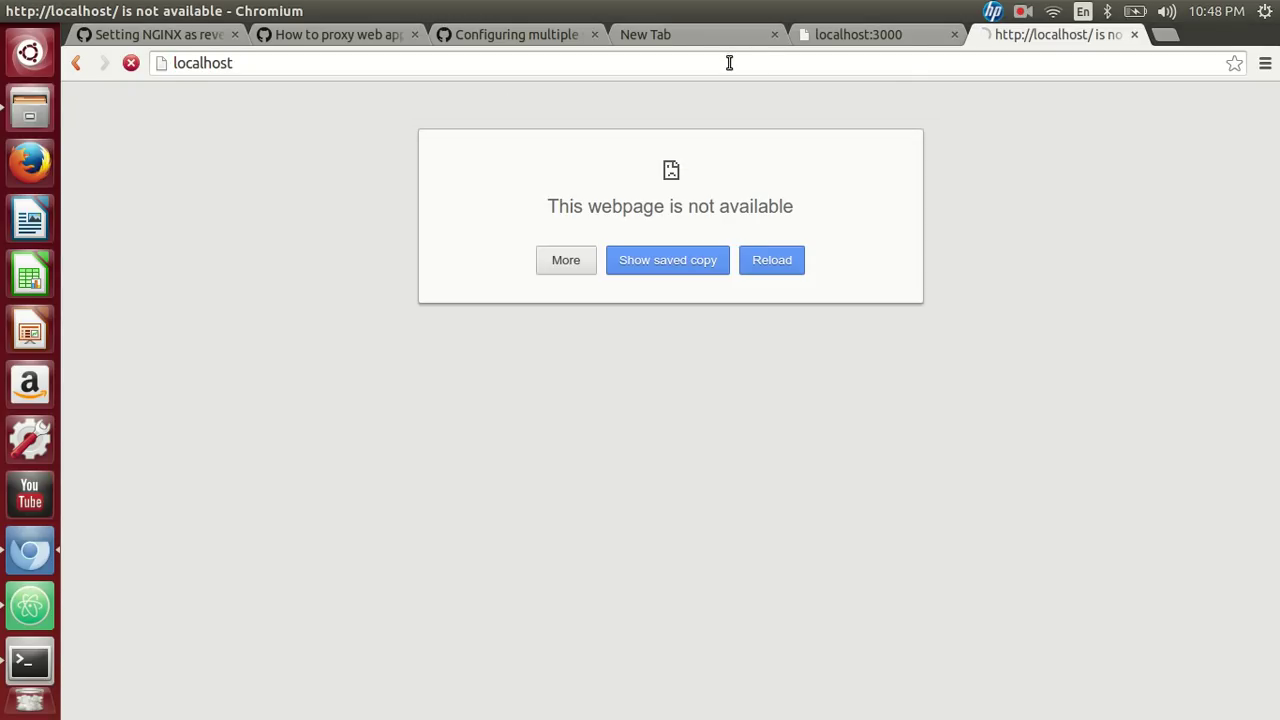 http://localhost/ is not available - Chromium
hp
En
10:48 PM
Setting NGINX as reve
How to proxy web app
Configuring multiple
New Tab
localhost:3000
http://localhost/ is no
localhost
This webpage is not available
More
Show saved copy
Reload
a
You
Tube
>_